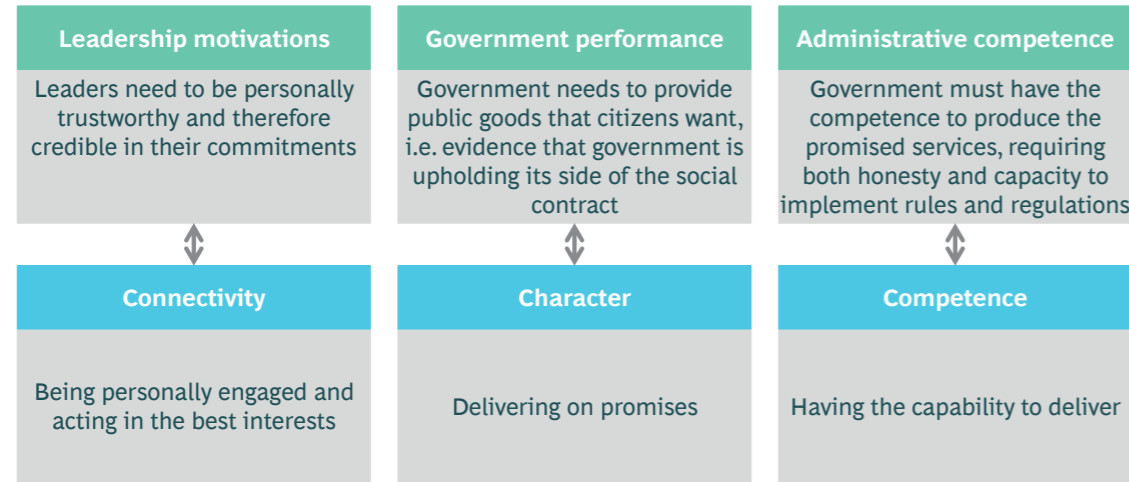 Leadership motivations
Leaders need to be personally
trustworthy and therefore
credible in their commitments
Government performance
Government needs to provide
public goods that citizens want,
i.e. evidence that government is
upholding its side of the social
contract
Administrative competence
Government must have the
competence to produce the
promised services, requiring
both honesty and capacity to
implement rules and regulations
Connectivity
Being personally engaged and
acting in the best interests
Character
Delivering on promises
Competence
Having the capability to deliver